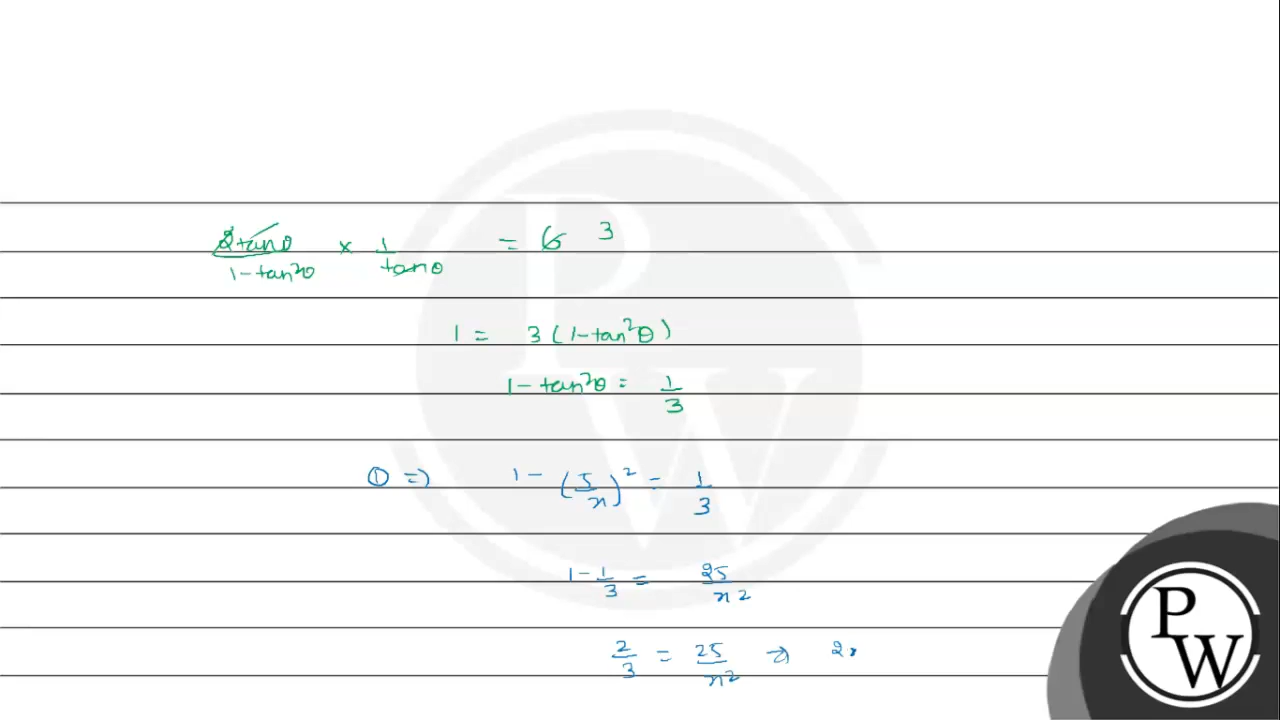 2tanθ/1-tan²θ × 1/tanθ = 6 3
1 = 3(1-tan²θ)
1-tan²θ = 1/3
① ⇒ 1-(5/x)² = 1/3
1-1/3 = 25/x²
2/3 = 25/x² ⇒ 2x
PW